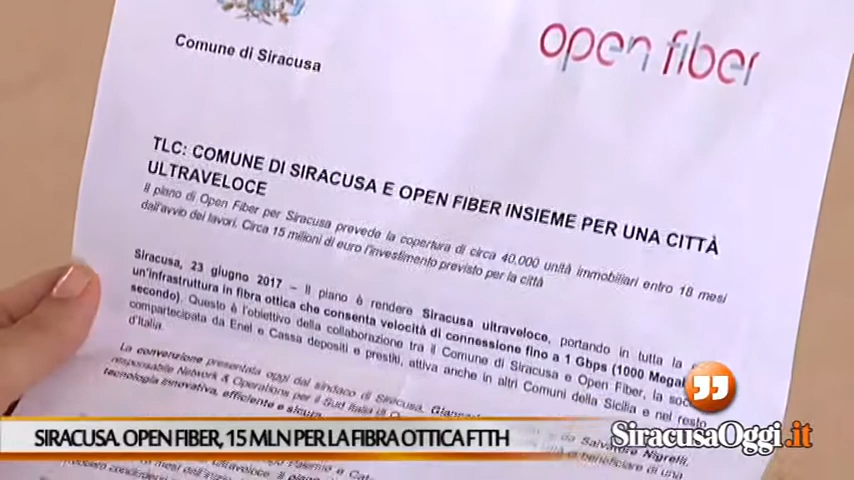 Comune di Siracusa
open fiber
TLC: COMUNE DI SIRACUSA E OPEN FIBER INSIEME PER UNA CITTÀ
ULTRAVELOCE
Il piano di Open Fiber per Siracusa prevede la copertura di circa 40.000 unità immobiliari entro 18 mesi
dall'avvio dei lavori. Circa 15 milioni di euro l'investimento previsto per la città
Siracusa, 23 giugno 2017 – Il piano è rendere Siracusa ultraveloce, portando in tutta la
un'infrastruttura in fibra ottica che consenta velocità di connessione fino a 1 Gbps (1000 Megab
secondo). Questo è l'obiettivo della collaborazione tra il Comune di Siracusa e Open Fiber, la soc
compartecipata da Enel e Cassa depositi e prestiti, attiva anche in altri Comuni della Sicilia e nel resto
d'Italia.
La convenzione presentata oggi dal sindaco di Siracusa,
responsabile Network & Operations per il Sud Italia di
da Salvatore Nigrelli,
tecnologia innovativa, efficiente e sicura
di beneficiare di una
SIRACUSA. OPEN FIBER, 15 MLN PER LA FIBRA OTTICA FTTH
SiracusaOggi.it